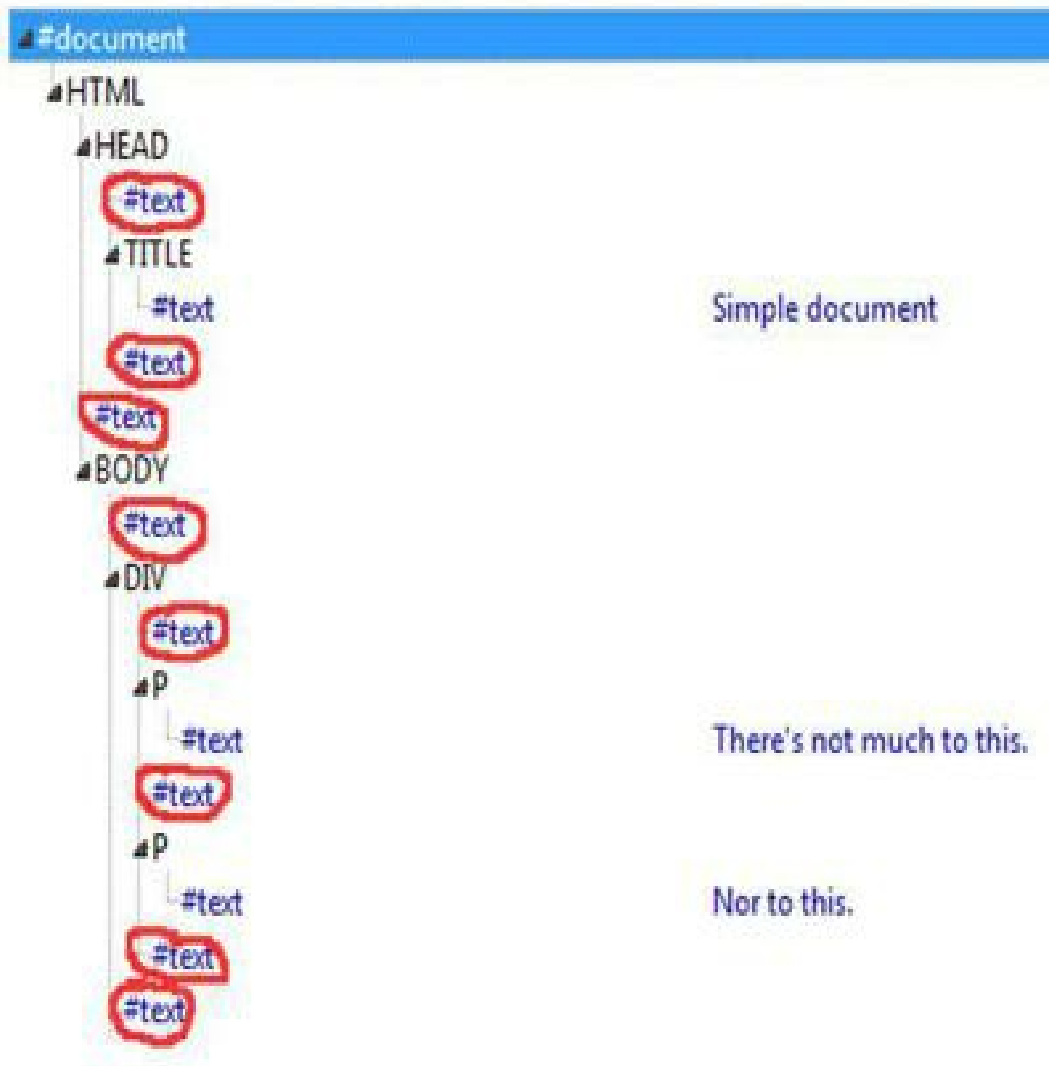 #document
HTML
HEAD
#text
TITLE
#text Simple document
#text
#text
BODY
#text
DIV
#text
P
#text There's not much to this.
#text
P
#text Nor to this.
#text
#text